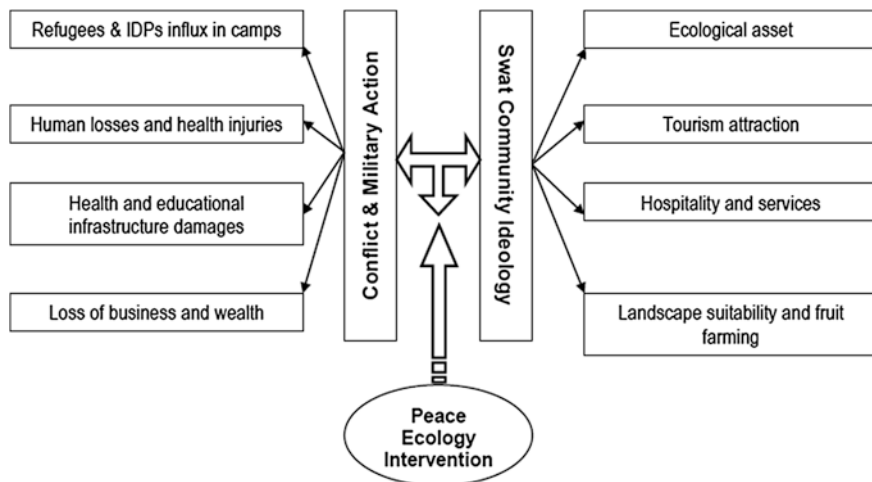 Refugees & IDPs influx in camps
Human losses and health injuries
Health and educational
infrastructure damages
Loss of business and wealth
Conflict & Military Action
Swat Community Ideology
Ecological asset
Tourism attraction
Hospitality and services
Landscape suitability and fruit
farming
Peace
Ecology
Intervention